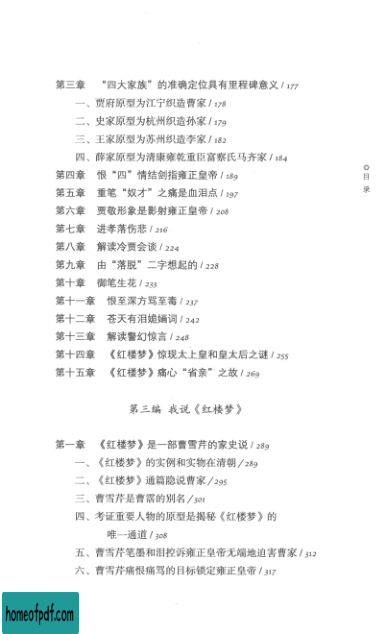 第三章　“四大家族”的准确定位具有里程碑意义 / 177
一、贾府原型为江宁织造曹家 / 178
二、史家原型为杭州织造孙家 / 179
三、王家原型为苏州织造李家 / 182
四、薛家原型为清康雍乾重臣富察氏马齐家 / 184
第四章　恨“四”情结剑指雍正皇帝 / 189
第五章　重笔“奴才”之痛是血泪点 / 197
第六章　贾敬形象是影射雍正皇帝 / 208
第七章　进孝落伤悲 / 216
第八章　解读冷贾会谈 / 224
第九章　由“落脱”二字想起的 / 228
第十章　御笔生花 / 233
第十一章　恨至深方骂至毒 / 237
第十二章　苍天有泪姽婳词 / 242
第十三章　解读警幻惊言 / 248
第十四章　《红楼梦》惊现太上皇和皇太后之谜 / 255
第十五章　《红楼梦》痛心“省亲”之故 / 269
◎目录
第三编 我说《红楼梦》
第一章　《红楼梦》是一部曹雪芹的家史说 / 289
一、《红楼梦》的实例和实物在清朝 / 289
二、《红楼梦》通篇隐说曹家 / 295
三、曹雪芹是曹霑的别名 / 301
四、考证重要人物的原型是揭秘《红楼梦》的
唯一通道 / 308
五、曹雪芹笔墨和泪控诉雍正皇帝无端地迫害曹家 / 312
六、曹雪芹痛恨痛骂的目标锁定雍正皇帝 / 317
homeofpdf.com